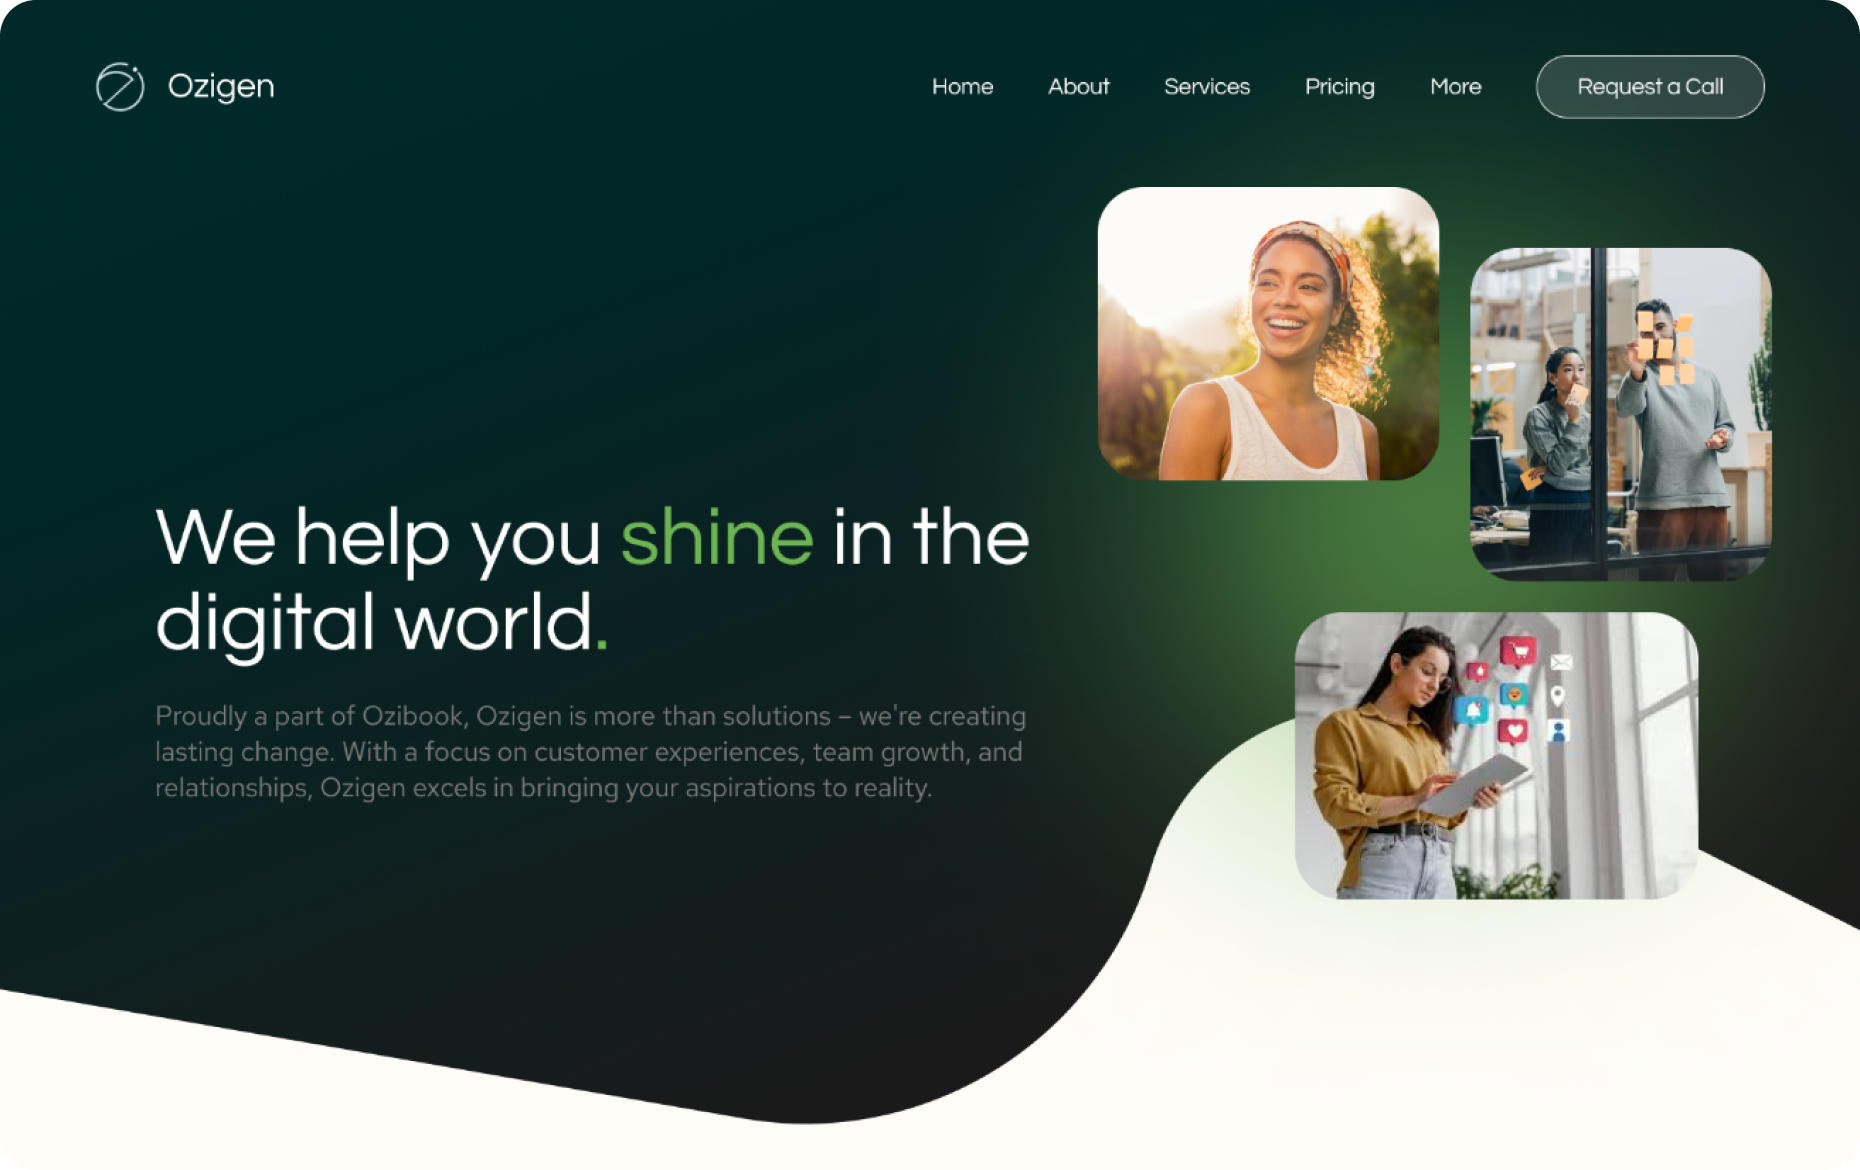 Ozigen
Home About Services Pricing More Request a Call
We help you shine in the
digital world.
Proudly a part of Ozibook, Ozigen is more than solutions – we're creating
lasting change. With a focus on customer experiences, team growth, and
relationships, Ozigen excels in bringing your aspirations to reality.